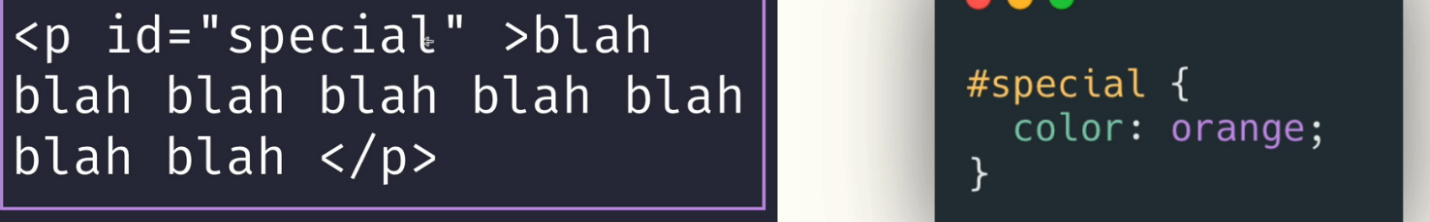 <p id="special" >blah
blah blah blah blah blah
blah blah </p>
#special {
  color: orange;
}